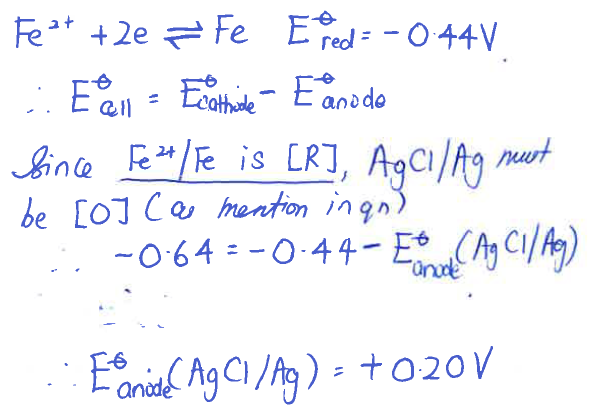 Fe²⁺ + 2e ⇌ Fe E⦵red = -0.44V
∴ E⦵cell = E⦵cathode - E⦵anode
Since Fe²⁺/Fe is [R], AgCl/Ag must
be [O] (as mention in qn)
∴ -0.64 = -0.44 - E⦵anode (AgCl/Ag)
∴ E⦵anode (AgCl/Ag) = +0.20V